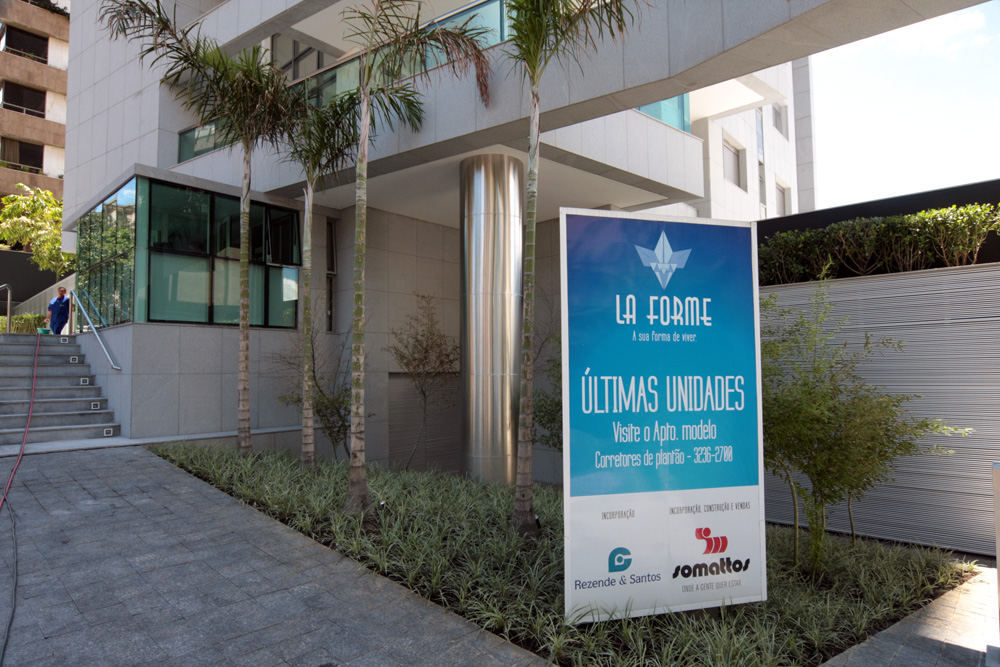 LA FORME
A sua forma de viver.
ÚLTIMAS UNIDADES
Visite o Apto. modelo
Corretores de plantão - 3236-2700
INCORPORAÇÃO
Rezende & Santos
INCORPORAÇÃO, CONSTRUÇÃO E VENDAS
somattos
ONDE A GENTE QUER ESTAR